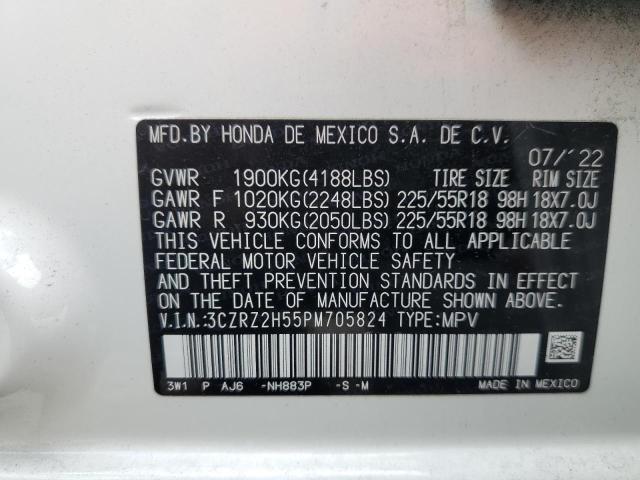 MFD.BY HONDA DE MEXICO S.A. DE C.V.
07/´22
GVWR 1900KG(4188LBS) TIRE SIZE RIM SIZE
GAWR F 1020KG(2248LBS) 225/55R18 98H 18X7.0J
GAWR R 930KG(2050LBS) 225/55R18 98H 18X7.0J
THIS VEHICLE CONFORMS TO ALL APPLICABLE
FEDERAL MOTOR VEHICLE SAFETY
AND THEFT PREVENTION STANDARDS IN EFFECT
ON THE DATE OF MANUFACTURE SHOWN ABOVE.
V.I.N.:3CZRZ2H55PM705824 TYPE:MPV
3W1 P AJ6 -NH883P -S-M MADE IN MEXICO